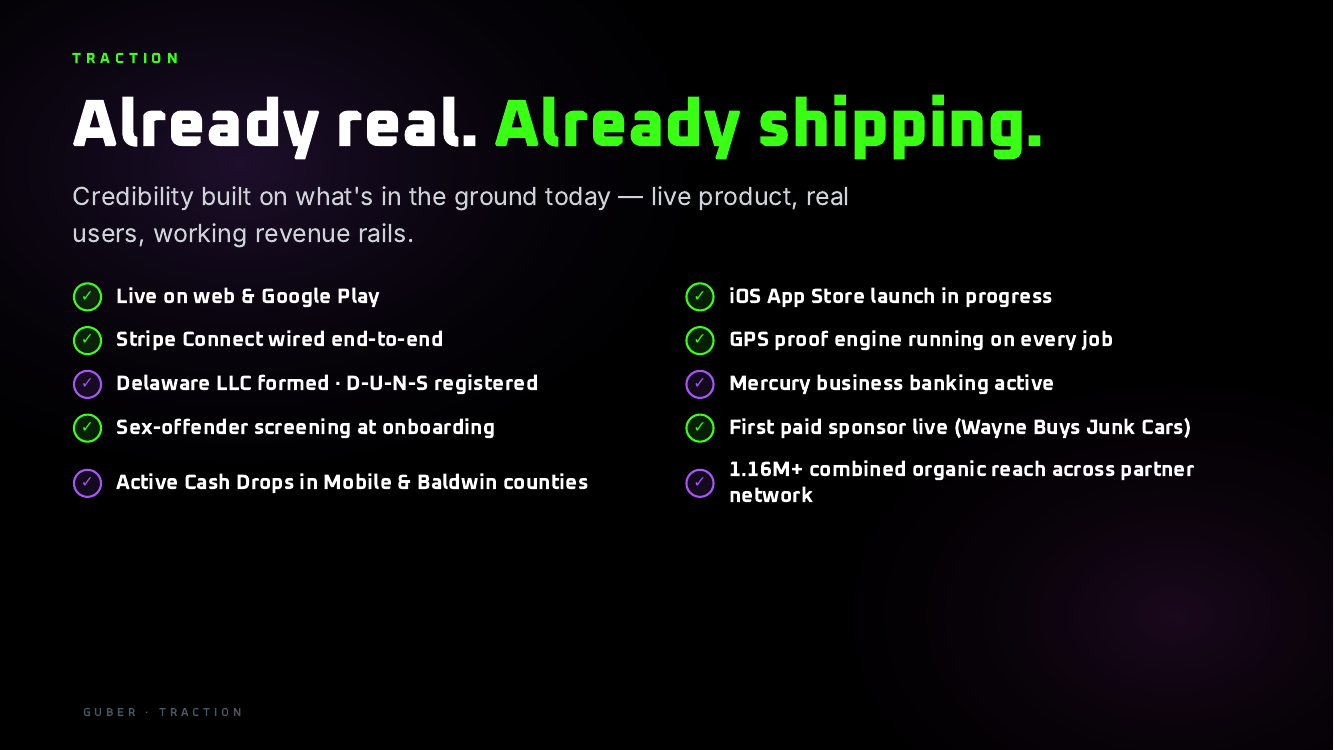 TRACTION
Already real. Already shipping.
Credibility built on what's in the ground today — live product, real
users, working revenue rails.
✓ Live on web & Google Play
✓ iOS App Store launch in progress
✓ Stripe Connect wired end-to-end
✓ GPS proof engine running on every job
✓ Delaware LLC formed · D-U-N-S registered
✓ Mercury business banking active
✓ Sex-offender screening at onboarding
✓ First paid sponsor live (Wayne Buys Junk Cars)
✓ Active Cash Drops in Mobile & Baldwin counties
✓ 1.16M+ combined organic reach across partner
network
GUBER · TRACTION